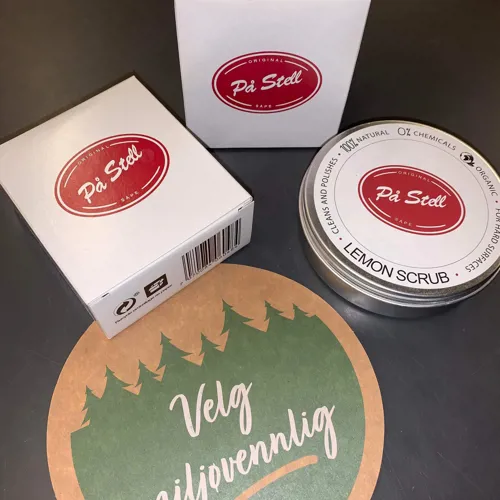 ORIGINAL
På Stell
SÅPE
ORIGINAL
På Stell
SÅPE
CLEANS AND POLISHES • 100% NATURAL 0% CHEMICALS ORGANIC HARD SURFACES •
ORIGINAL
På Stell
SÅPE
LEMON SCRUB
Velg
miljøvennlig